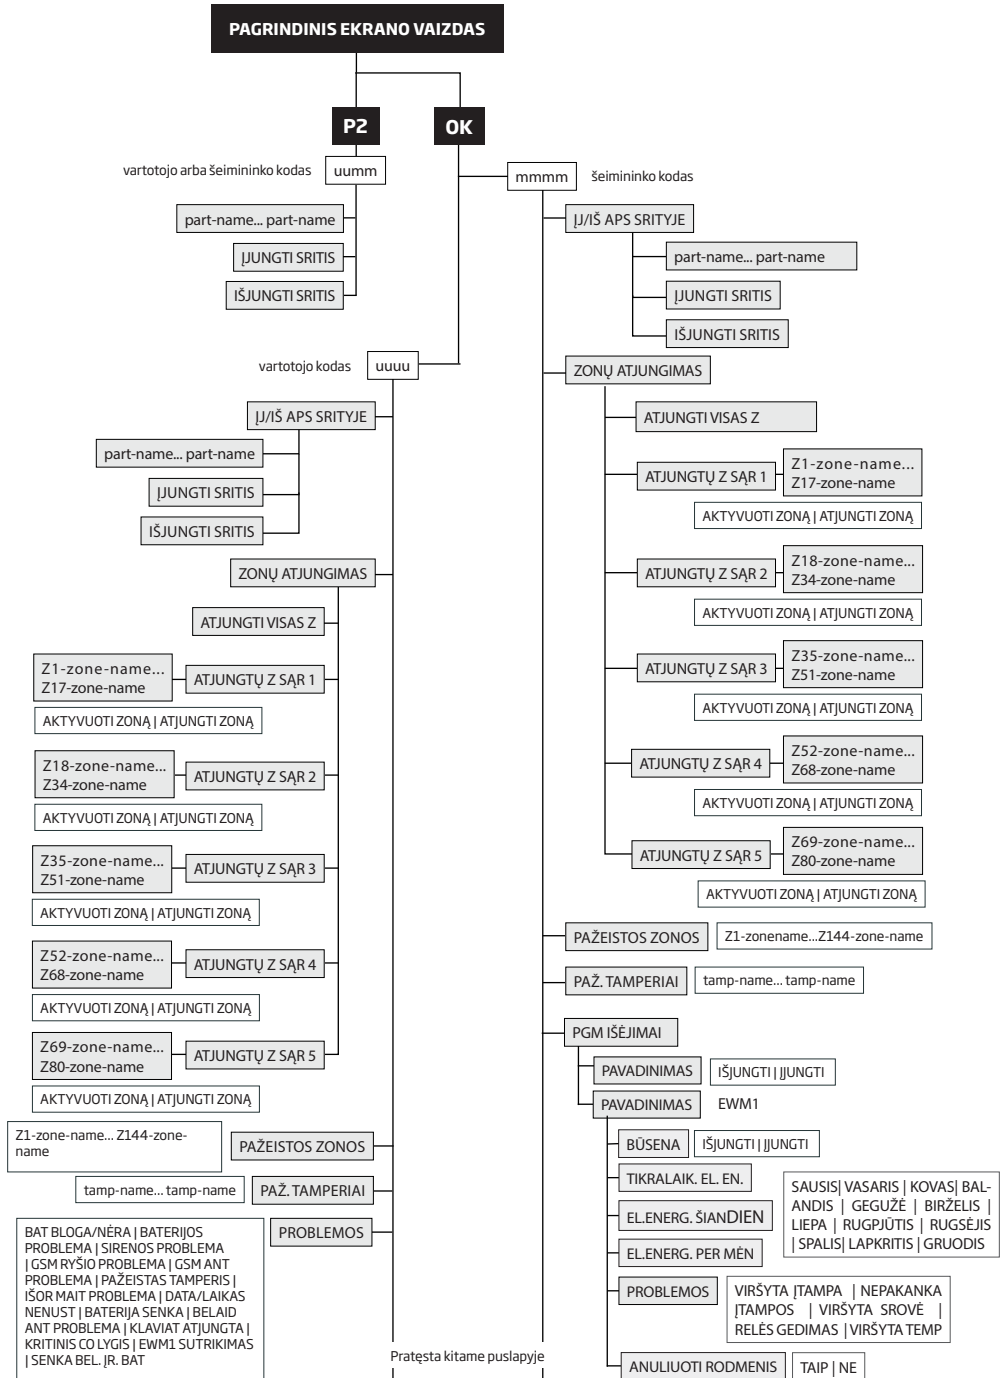 PAGRINDINIS EKRANO VAIZDAS
P2
OK
vartotojo arba šeimininko kodas
uumm
part-name... part-name
ĮJUNGTI SRITIS
IŠJUNGTI SRITIS
mmmm
šeimininko kodas
ĮJ/IŠ APS SRITYJE
part-name... part-name
ĮJUNGTI SRITIS
IŠJUNGTI SRITIS
vartotojo kodas
uuuu
ĮJ/IŠ APS SRITYJE
part-name... part-name
ĮJUNGTI SRITIS
IŠJUNGTI SRITIS
ZONŲ ATJUNGIMAS
ATJUNGTI VISAS Z
Z1-zone-name...
Z17-zone-name
ATJUNGTŲ Z SĄR 1
AKTYVUOTI ZONĄ | ATJUNGTI ZONĄ
Z18-zone-name...
Z34-zone-name
ATJUNGTŲ Z SĄR 2
AKTYVUOTI ZONĄ | ATJUNGTI ZONĄ
Z35-zone-name...
Z51-zone-name
ATJUNGTŲ Z SĄR 3
AKTYVUOTI ZONĄ | ATJUNGTI ZONĄ
Z52-zone-name...
Z68-zone-name
ATJUNGTŲ Z SĄR 4
AKTYVUOTI ZONĄ | ATJUNGTI ZONĄ
Z69-zone-name...
Z80-zone-name
ATJUNGTŲ Z SĄR 5
AKTYVUOTI ZONĄ | ATJUNGTI ZONĄ
Z1-zone-name... Z144-zone-
name
PAŽEISTOS ZONOS
tamp-name... tamp-name
PAŽ. TAMPERIAI
PROBLEMOS
BAT BLOGA/NĖRA | BATERIJOS
PROBLEMA | SIRENOS PROBLEMA
| GSM RYŠIO PROBLEMA | GSM ANT
PROBLEMA | PAŽEISTAS TAMPERIS |
IŠOR MAIT PROBLEMA | DATA/LAIKAS
NENUST | BATERIJA SENKA | BELAID
ANT PROBLEMA | KLAVIAT ATJUNGTA |
KRITINIS CO LYGIS | EWM1 SUTRIKIMAS
| SENKA BEL. ĮR. BAT
ZONŲ ATJUNGIMAS
ATJUNGTI VISAS Z
ATJUNGTŲ Z SĄR 1
Z1-zone-name...
Z17-zone-name
AKTYVUOTI ZONĄ | ATJUNGTI ZONĄ
ATJUNGTŲ Z SĄR 2
Z18-zone-name...
Z34-zone-name
AKTYVUOTI ZONĄ | ATJUNGTI ZONĄ
ATJUNGTŲ Z SĄR 3
Z35-zone-name...
Z51-zone-name
AKTYVUOTI ZONĄ | ATJUNGTI ZONĄ
ATJUNGTŲ Z SĄR 4
Z52-zone-name...
Z68-zone-name
AKTYVUOTI ZONĄ | ATJUNGTI ZONĄ
ATJUNGTŲ Z SĄR 5
Z69-zone-name...
Z80-zone-name
AKTYVUOTI ZONĄ | ATJUNGTI ZONĄ
PAŽEISTOS ZONOS
Z1-zonename...Z144-zone-name
PAŽ. TAMPERIAI
tamp-name... tamp-name
PGM IŠĖJIMAI
PAVADINIMAS
IŠJUNGTI | ĮJUNGTI
PAVADINIMAS
EWM1
BŪSENA
IŠJUNGTI | ĮJUNGTI
TIKRALAIK. EL. EN.
EL.ENERG. ŠIANDIEN
EL.ENERG. PER MĖN
SAUSIS| VASARIS | KOVAS| BAL-
ANDIS | GEGUŽĖ | BIRŽELIS |
LIEPA | RUGPJŪTIS | RUGSĖJIS
| SPALIS| LAPKRITIS | GRUODIS
PROBLEMOS
VIRŠYTA ĮTAMPA | NEPAKANKA
ĮTAMPOS | VIRŠYTA SROVĖ |
RELĖS GEDIMAS | VIRŠYTA TEMP
ANULIUOTI RODMENIS
TAIP | NE
Pratęsta kitame puslapyje